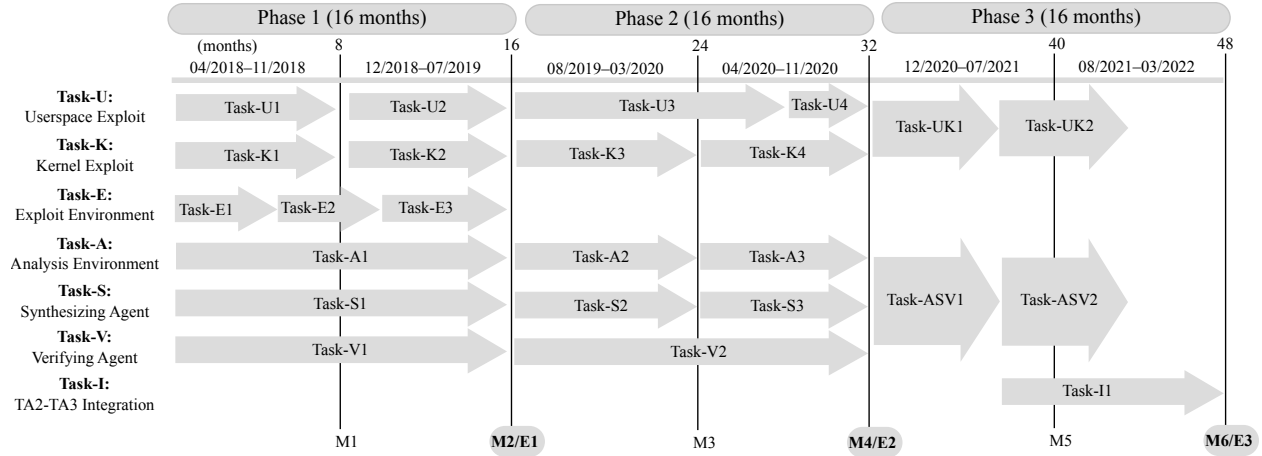 Phase 1 (16 months)
Phase 2 (16 months)
Phase 3 (16 months)
(months)
8
16
24
32
40
48
04/2018–11/2018
12/2018–07/2019
08/2019–03/2020
04/2020–11/2020
12/2020–07/2021
08/2021–03/2022
Task-U:
Userspace Exploit
Task-U1
Task-U2
Task-U3
Task-U4
Task-UK1
Task-UK2
Task-K:
Kernel Exploit
Task-K1
Task-K2
Task-K3
Task-K4
Task-E:
Exploit Environment
Task-E1
Task-E2
Task-E3
Task-A:
Analysis Environment
Task-A1
Task-A2
Task-A3
Task-S:
Synthesizing Agent
Task-S1
Task-S2
Task-S3
Task-ASV1
Task-ASV2
Task-V:
Verifying Agent
Task-V1
Task-V2
Task-I:
TA2-TA3 Integration
Task-I1
M1
M2/E1
M3
M4/E2
M5
M6/E3